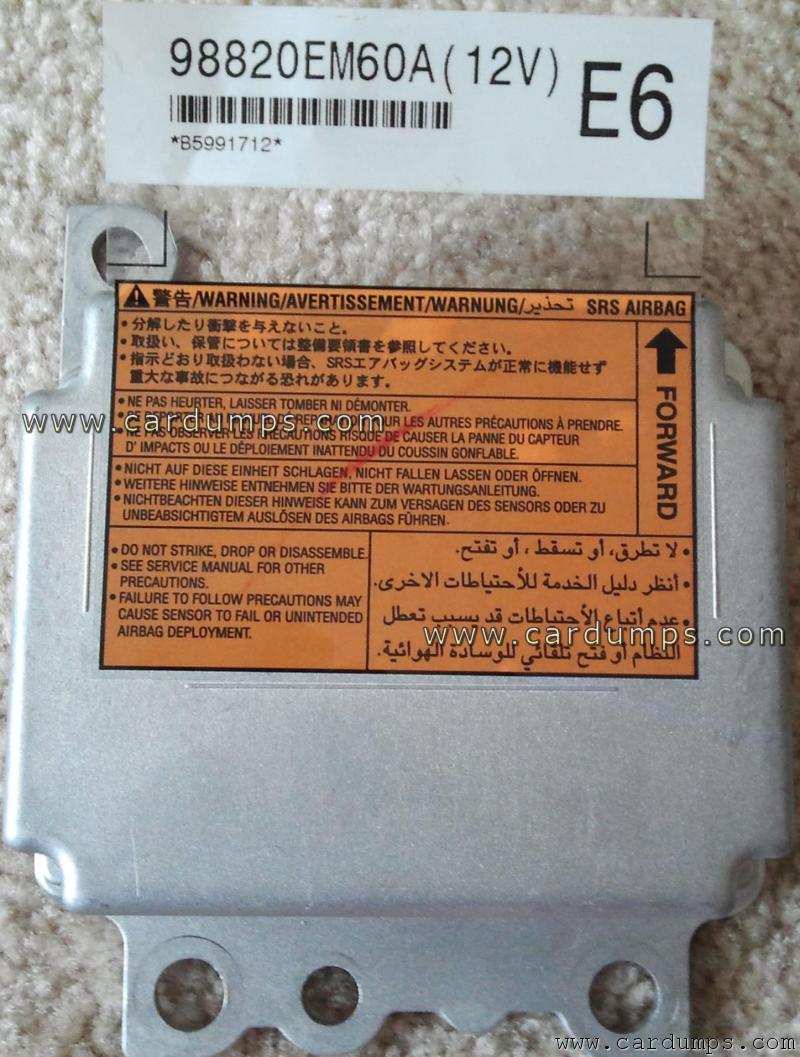 98820EM60A(12V)
E6
*B5991712*
警告/WARNING/AVERTISSEMENT/WARNUNG/تحذير SRS AIRBAG
•分解したり衝撃を与えないこと。
•取扱い、保管については整備要領書を参照してください。
•指示どおり取扱わない場合、SRSエアバッグシステムが正常に機能せず
重大な事故につながる恐れがあります。
FORWARD
•NE PAS HEURTER, LAISSER TOMBER NI DÉMONTER.
www.cardumps.com
UR LES AUTRES PRÉCAUTIONS À PRENDRE.
•NE PAS OBSERVER LES PRÉCAUTIONS RISQUE DE CAUSER LA PANNE DU CAPTEUR
D'IMPACTS OU LE DÉPLOIEMENT INATTENDU DU COUSSIN GONFLABLE.
•NICHT AUF DIESE EINHEIT SCHLAGEN, NICHT FALLEN LASSEN ODER ÖFFNEN.
•WEITERE HINWEISE ENTNEHMEN SIE BITTE DER WARTUNGSANLEITUNG.
•NICHTBEACHTEN DIESER HINWEISE KANN ZUM VERSAGEN DES SENSORS ODER ZU
UNBEABSICHTIGTEM AUSLÖSEN DES AIRBAGS FÜHREN.
•DO NOT STRIKE, DROP OR DISASSEMBLE.
•SEE SERVICE MANUAL FOR OTHER
PRECAUTIONS.
•FAILURE TO FOLLOW PRECAUTIONS MAY
CAUSE SENSOR TO FAIL OR UNINTENDED
AIRBAG DEPLOYMENT.
•لا تطرق، أو تسقط، أو تفتح.
•أنظر دليل الخدمة للأحتياطات الاخرى.
•عدم أتباع الأحتياطات قد يسبب تعطل
النظام أو فتح تلقائي للوسادة الهوائية.
www.cardumps.com
www.cardumps.com